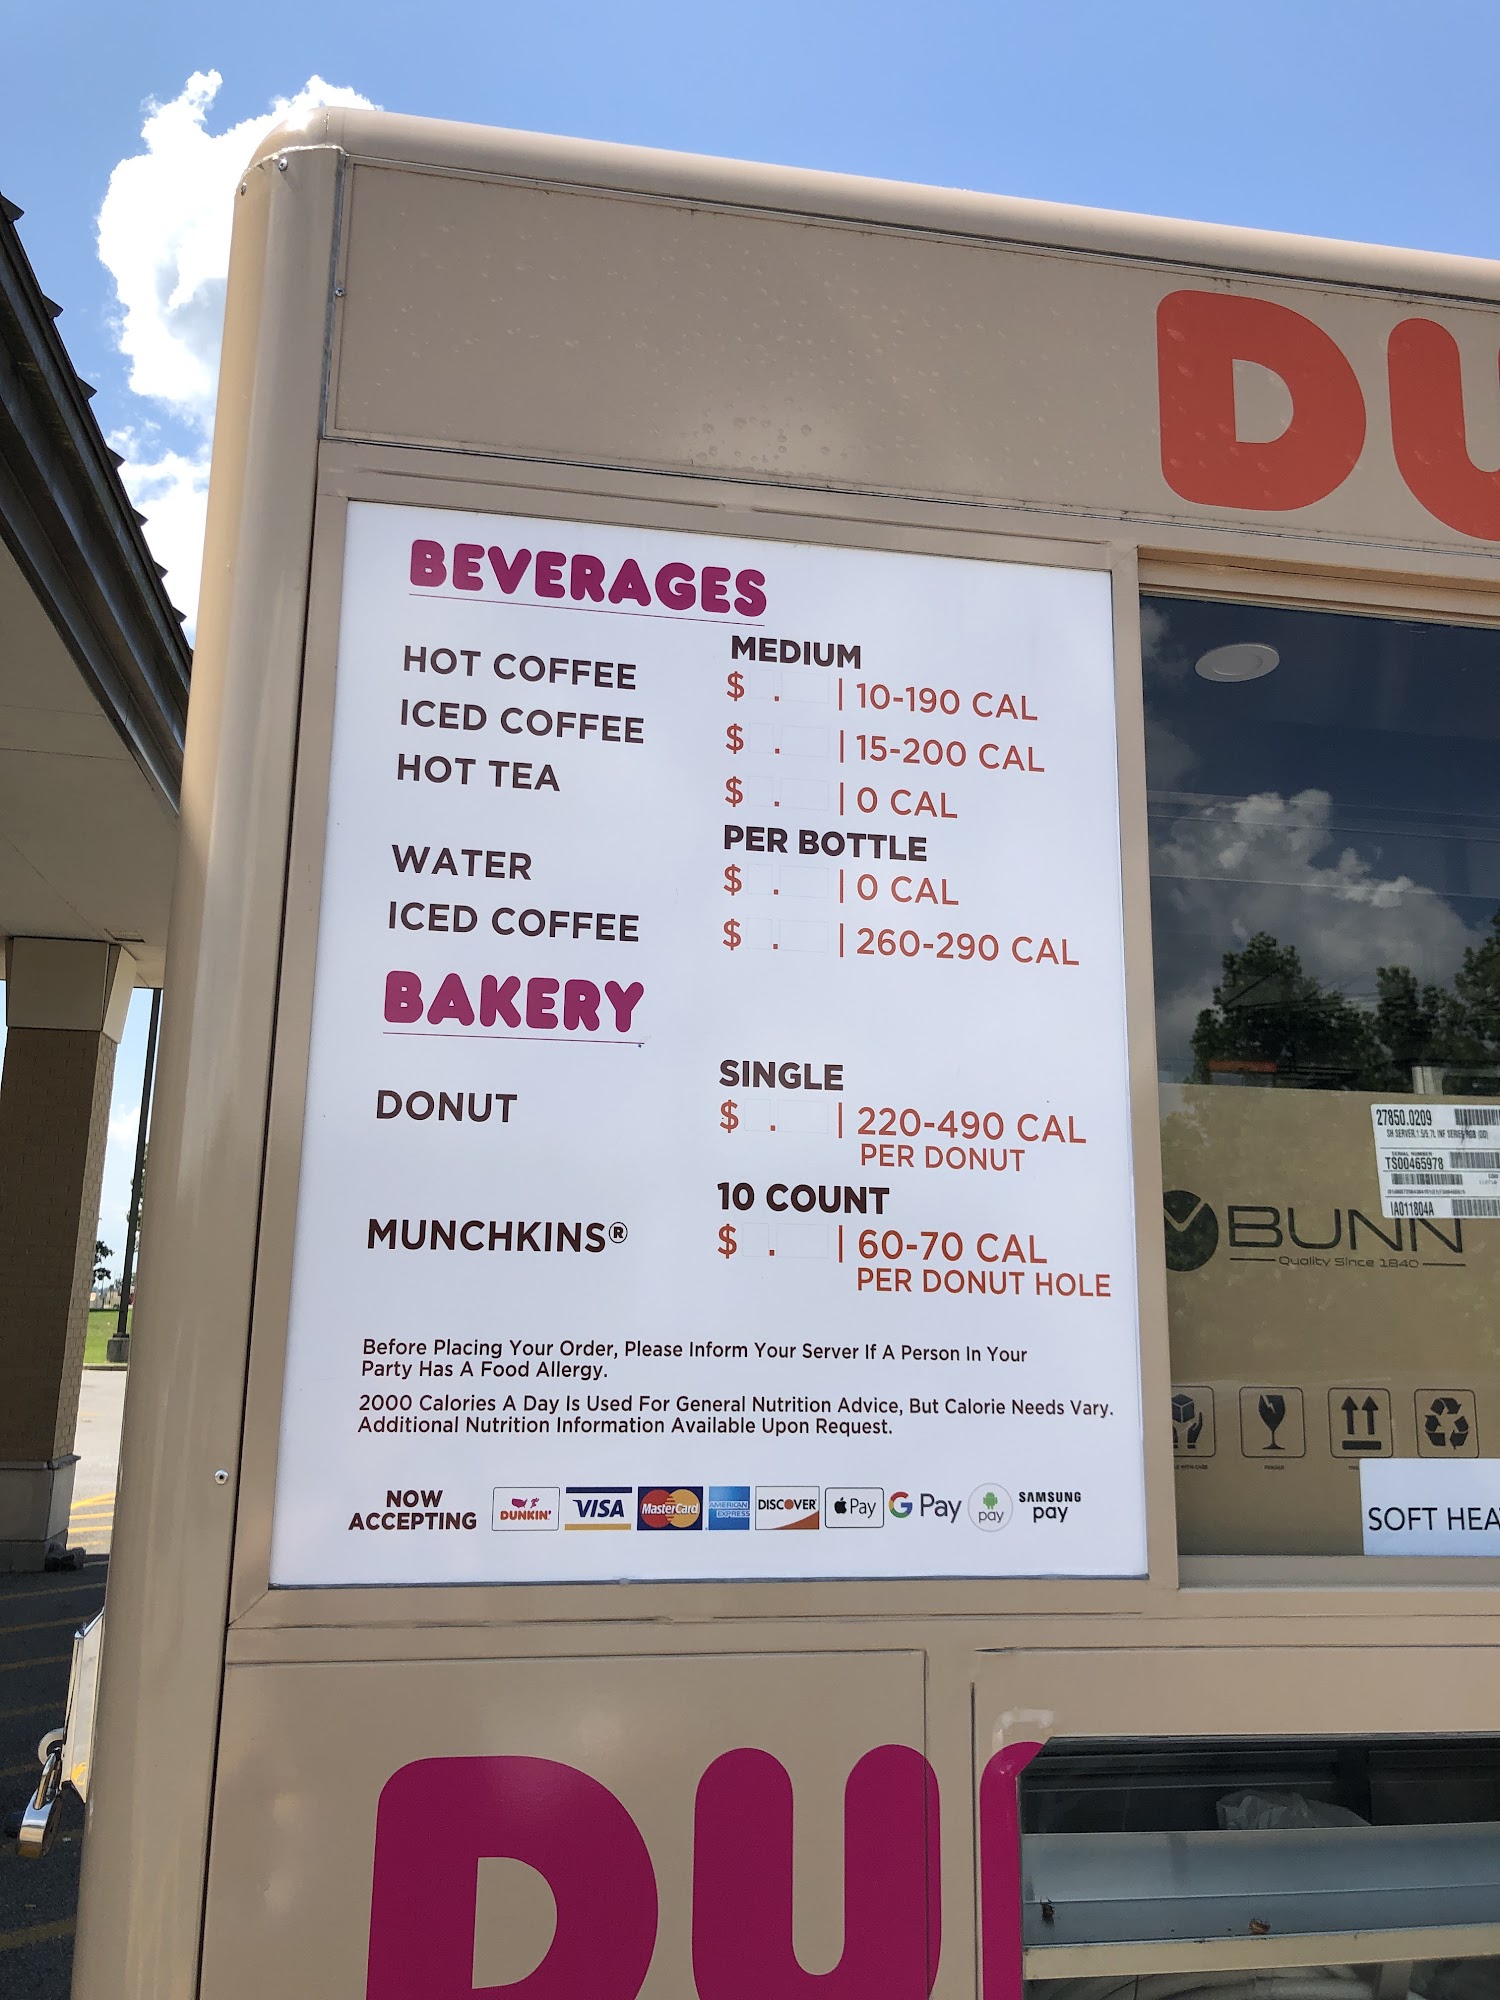 DU
BEVERAGES
MEDIUM
HOT COFFEE $ . | 10-190 CAL
ICED COFFEE $ . | 15-200 CAL
HOT TEA $ . | 0 CAL
PER BOTTLE
WATER $ . | 0 CAL
ICED COFFEE $ . | 260-290 CAL
BAKERY
SINGLE
DONUT $ . | 220-490 CAL
PER DONUT
10 COUNT
MUNCHKINS® $ . | 60-70 CAL
PER DONUT HOLE
Before Placing Your Order, Please Inform Your Server If A Person In Your
Party Has A Food Allergy.
2000 Calories A Day Is Used For General Nutrition Advice, But Calorie Needs Vary.
Additional Nutrition Information Available Upon Request.
NOW
ACCEPTING
DUNKIN'
VISA
MasterCard
AMERICAN
EXPRESS
DISCOVER
Pay
G Pay
pay
SAMSUNG
pay
27850.0209
SERIAL NUMBER
TS00465978
IA011804A
BUNN
Quality Since 1840
SOFT HEA
DU